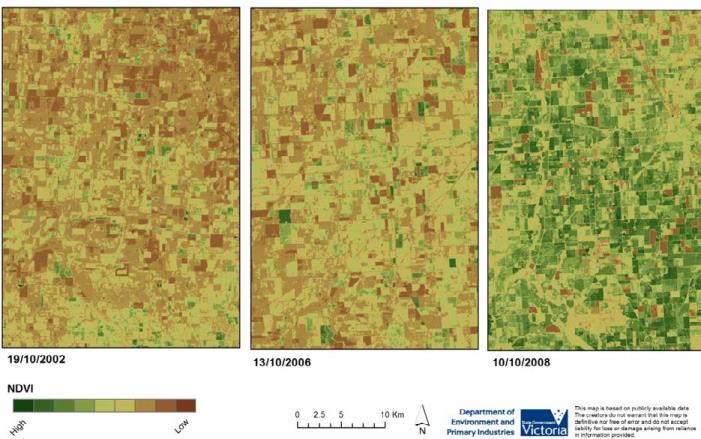 19/10/2002
13/10/2006
10/10/2008
NDVI
High
Low
0 2.5 5 10 Km
N
Department of
Environment and
Primary Industries
State Government
Victoria
This map is based on publicly available data.
The creators do not warrant that this map is
definitive nor free of error and do not accept
liability for loss or damage arising from reliance
in information provided.